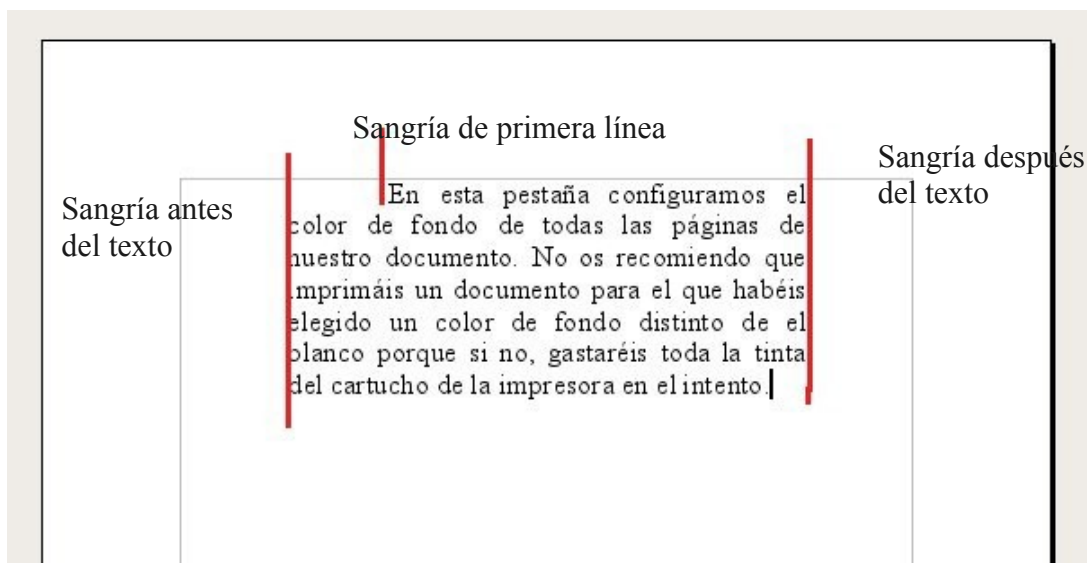 Sangría de primera línea
Sangría después
del texto
Sangría antes
del texto
En esta pestaña configuramos el
color de fondo de todas las páginas de
nuestro documento. No os recomiendo que
imprimáis un documento para el que habéis
elegido un color de fondo distinto de el
blanco porque si no, gastaréis toda la tinta
del cartucho de la impresora en el intento.